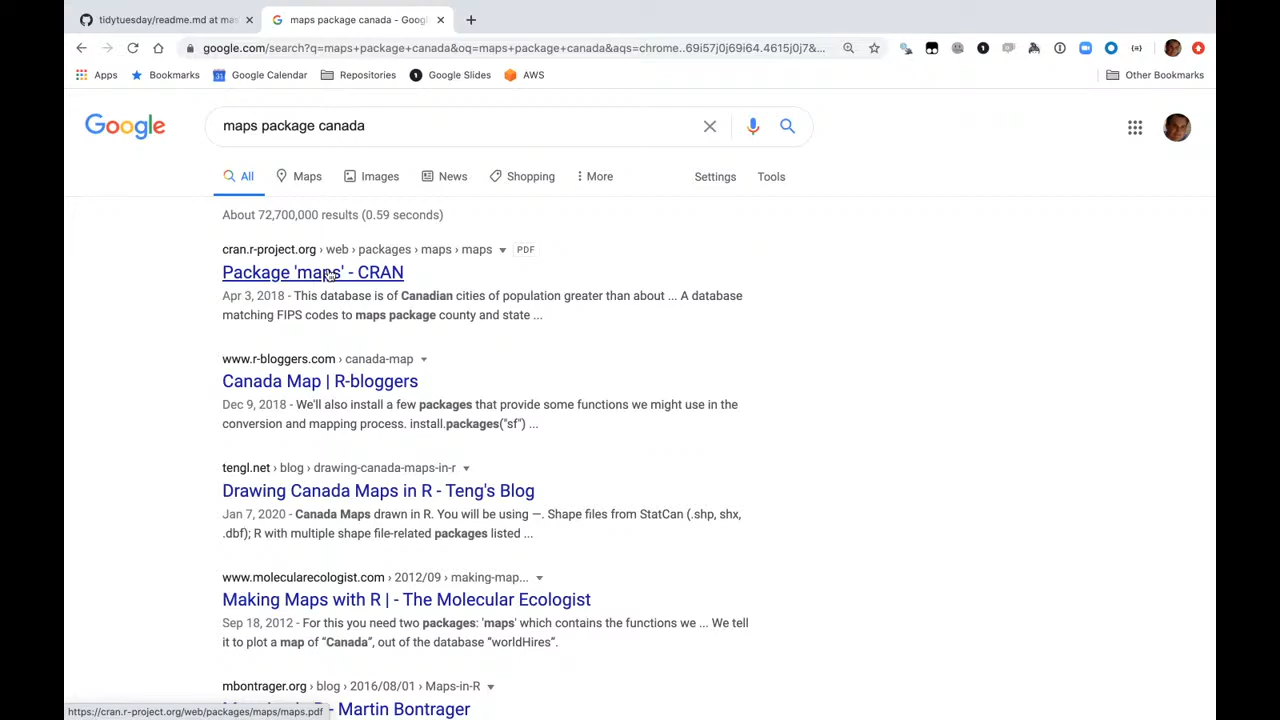 tidytuesday/readme.md at mas
maps package canada - Googl
google.com/search?q=maps+package+canada&oq=maps+package+canada&aqs=chrome..69i57j0j69i64.4615j0j7&...
Apps Bookmarks Google Calendar Repositories Google Slides AWS Other Bookmarks
Google
maps package canada
All Maps Images News Shopping More Settings Tools
About 72,700,000 results (0.59 seconds)
cran.r-project.org › web › packages › maps › maps PDF
Package 'maps' - CRAN
Apr 3, 2018 - This database is of Canadian cities of population greater than about ... A database
matching FIPS codes to maps package county and state ...
www.r-bloggers.com › canada-map
Canada Map | R-bloggers
Dec 9, 2018 - We'll also install a few packages that provide some functions we might use in the
conversion and mapping process. install.packages("sf") ...
tengl.net › blog › drawing-canada-maps-in-r
Drawing Canada Maps in R - Teng's Blog
Jan 7, 2020 - Canada Maps drawn in R. You will be using —. Shape files from StatCan (.shp, shx,
.dbf); R with multiple shape file-related packages listed ...
www.molecularecologist.com › 2012/09 › making-map...
Making Maps with R | - The Molecular Ecologist
Sep 18, 2012 - For this you need two packages: 'maps' which contains the functions we ... We tell
it to plot a map of “Canada”, out of the database “worldHires”.
mbontrager.org › blog › 2016/08/01 › Maps-in-R
- Martin Bontrager
https://cran.r-project.org/web/packages/maps/maps.pdf